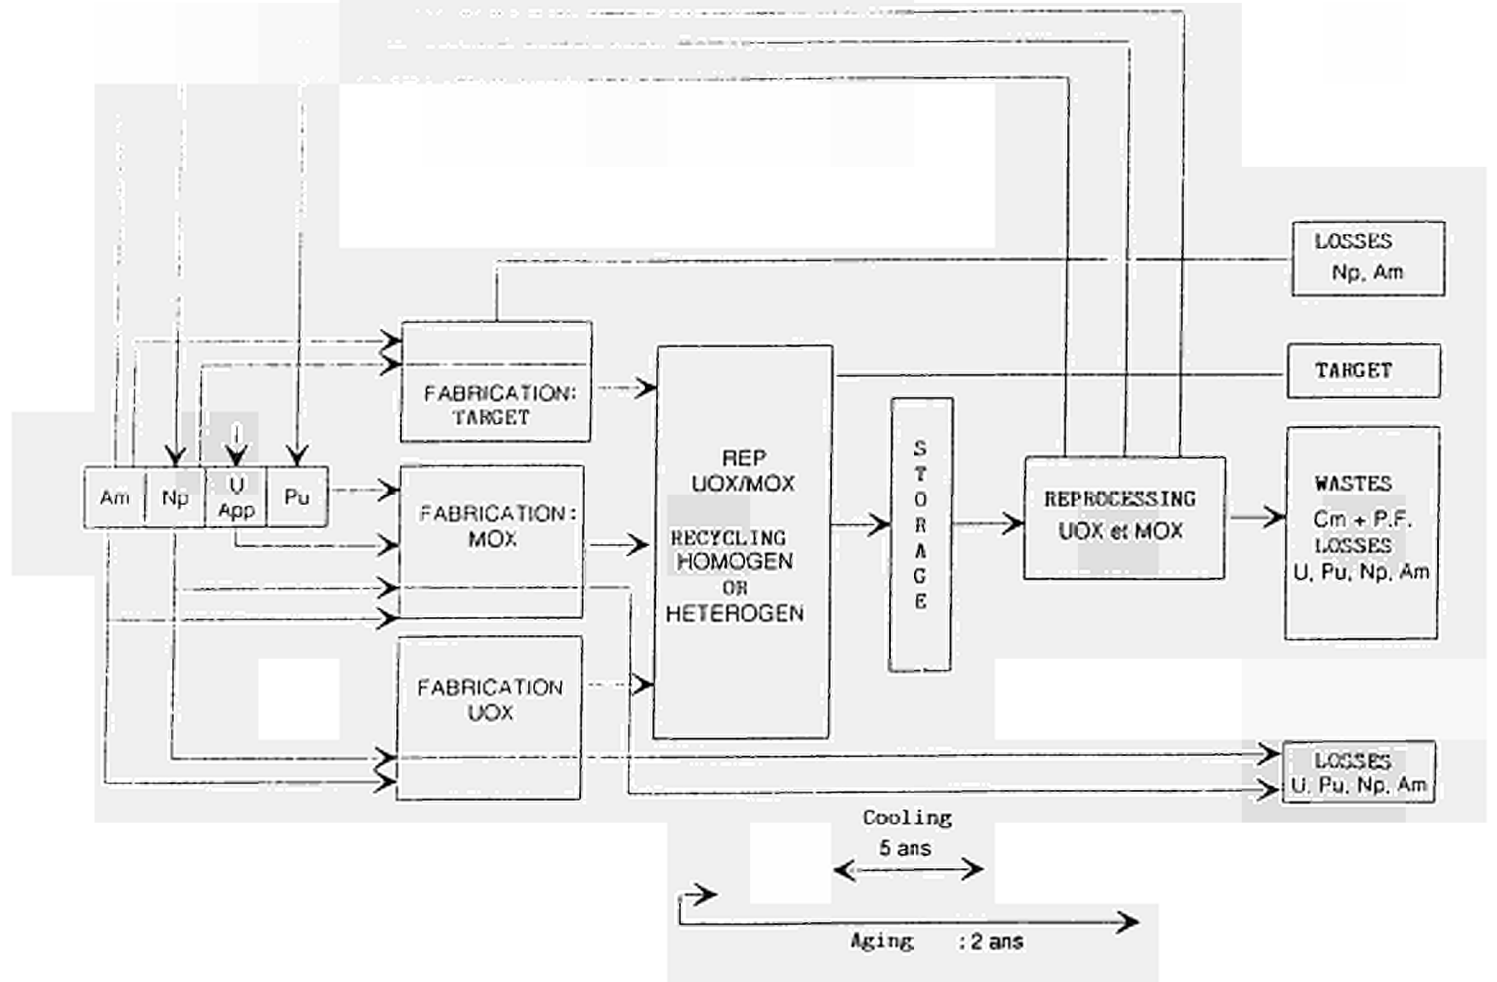 LOSSES
Np, Am
TARGET
FABRICATION:
TARGET
Am Np U App Pu
FABRICATION:
MOX
FABRICATION
UOX
REP
UOX/MOX
RECYCLING
HOMOGEN
OR
HETEROGEN
STORAGE
REPROCESSING
UOX et MOX
WASTES
Cm + P.F.
LOSSES
U, Pu, Np, Am
LOSSES
U, Pu, Np, Am
Cooling
5 ans
Aging :2 ans